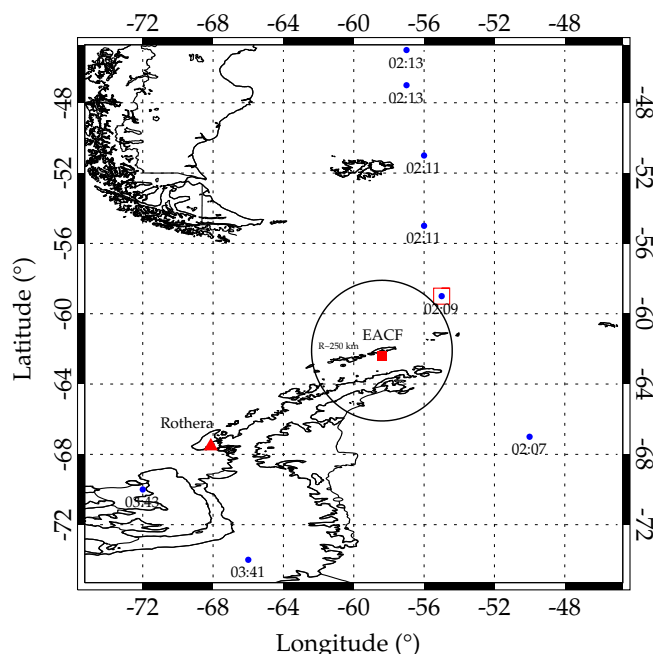 -72 -68 -64 -60 -56 -52 -48
02:13
-48 -48
02:13
-52 -52
02:11
-56 -56
02:11
-60 -60
02:09
EACF
R~250 km
-64 -64
Rothera
-68 -68
02:07
03:43
-72 -72
03:41
-72 -68 -64 -60 -56 -52 -48
Latitude (°)
Longitude (°)